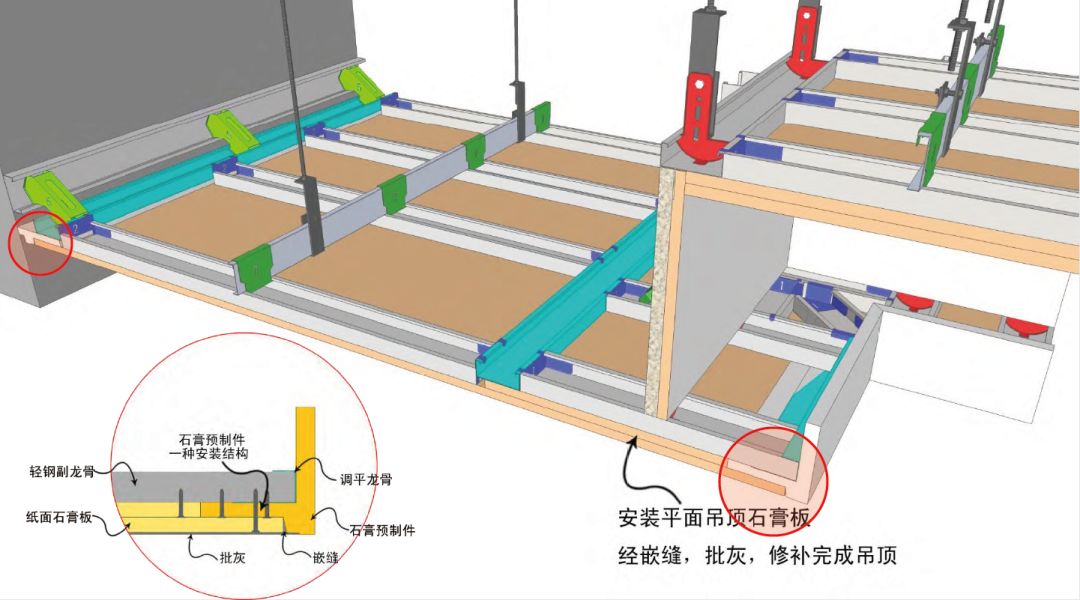 石膏预制件
一种安装结构
轻钢副龙骨
调平龙骨
纸面石膏板
石膏预制件
批灰
嵌缝
安装平面吊顶石膏板
经嵌缝，批灰，修补完成吊顶